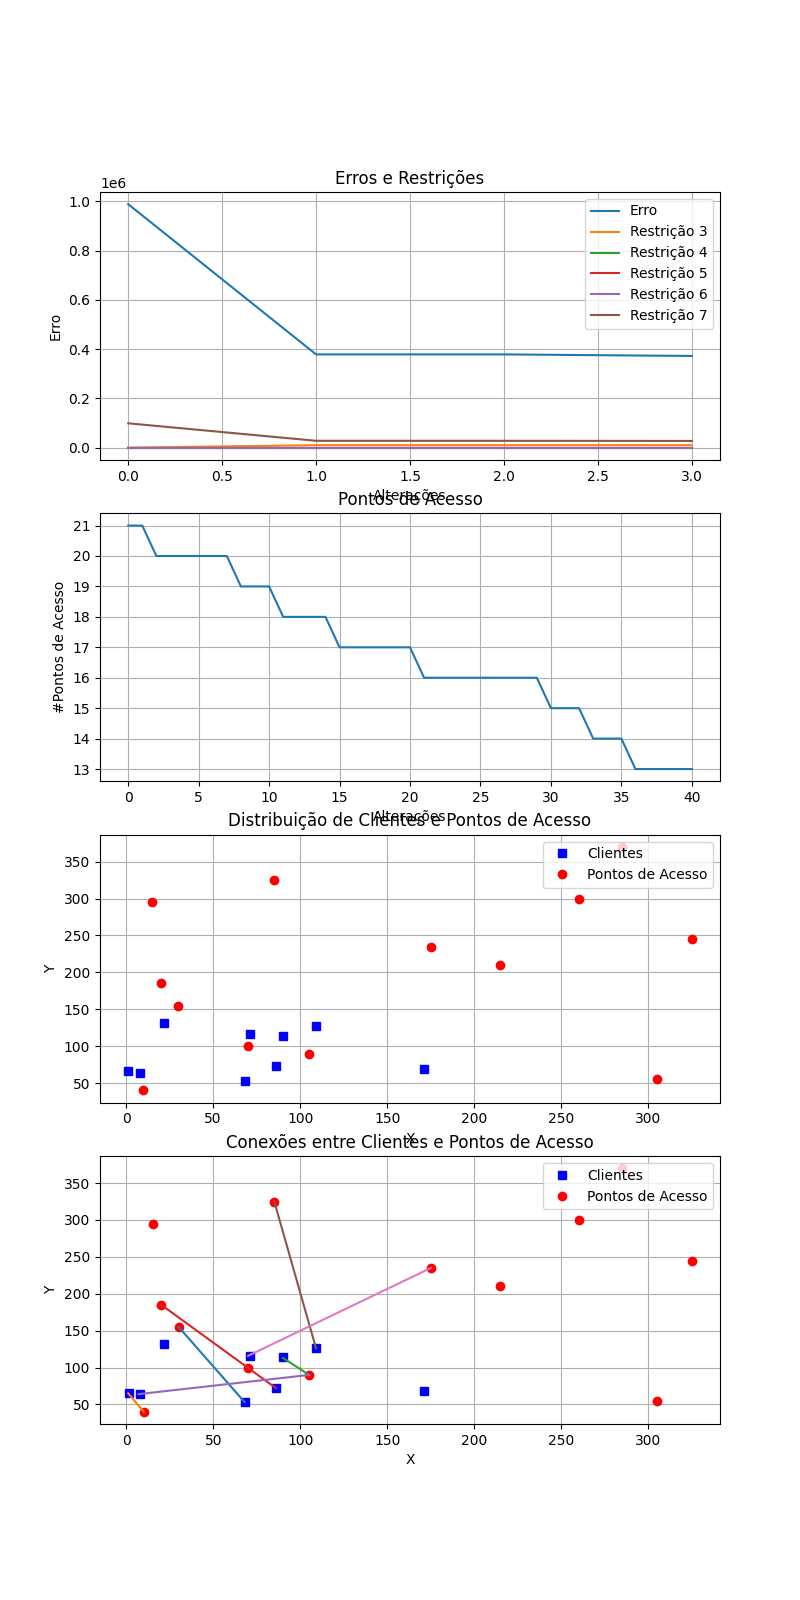 Erros e Restrições
1e6
1.0
0.8
0.6
0.4
0.2
0.0
Erro
Erro
Restrição 3
Restrição 4
Restrição 5
Restrição 6
Restrição 7
0.0 0.5 1.0 1.5 2.0 2.5 3.0
Alterações
Pontos de Acesso
21
20
19
18
17
16
15
14
13
#Pontos de Acesso
0 5 10 15 20 25 30 35 40
Alterações
Distribuição de Clientes e Pontos de Acesso
350
300
250
200
150
100
50
Y
Clientes
Pontos de Acesso
0 50 100 150 200 250 300
X
Conexões entre Clientes e Pontos de Acesso
350
300
250
200
150
100
50
Y
Clientes
Pontos de Acesso
0 50 100 150 200 250 300
X